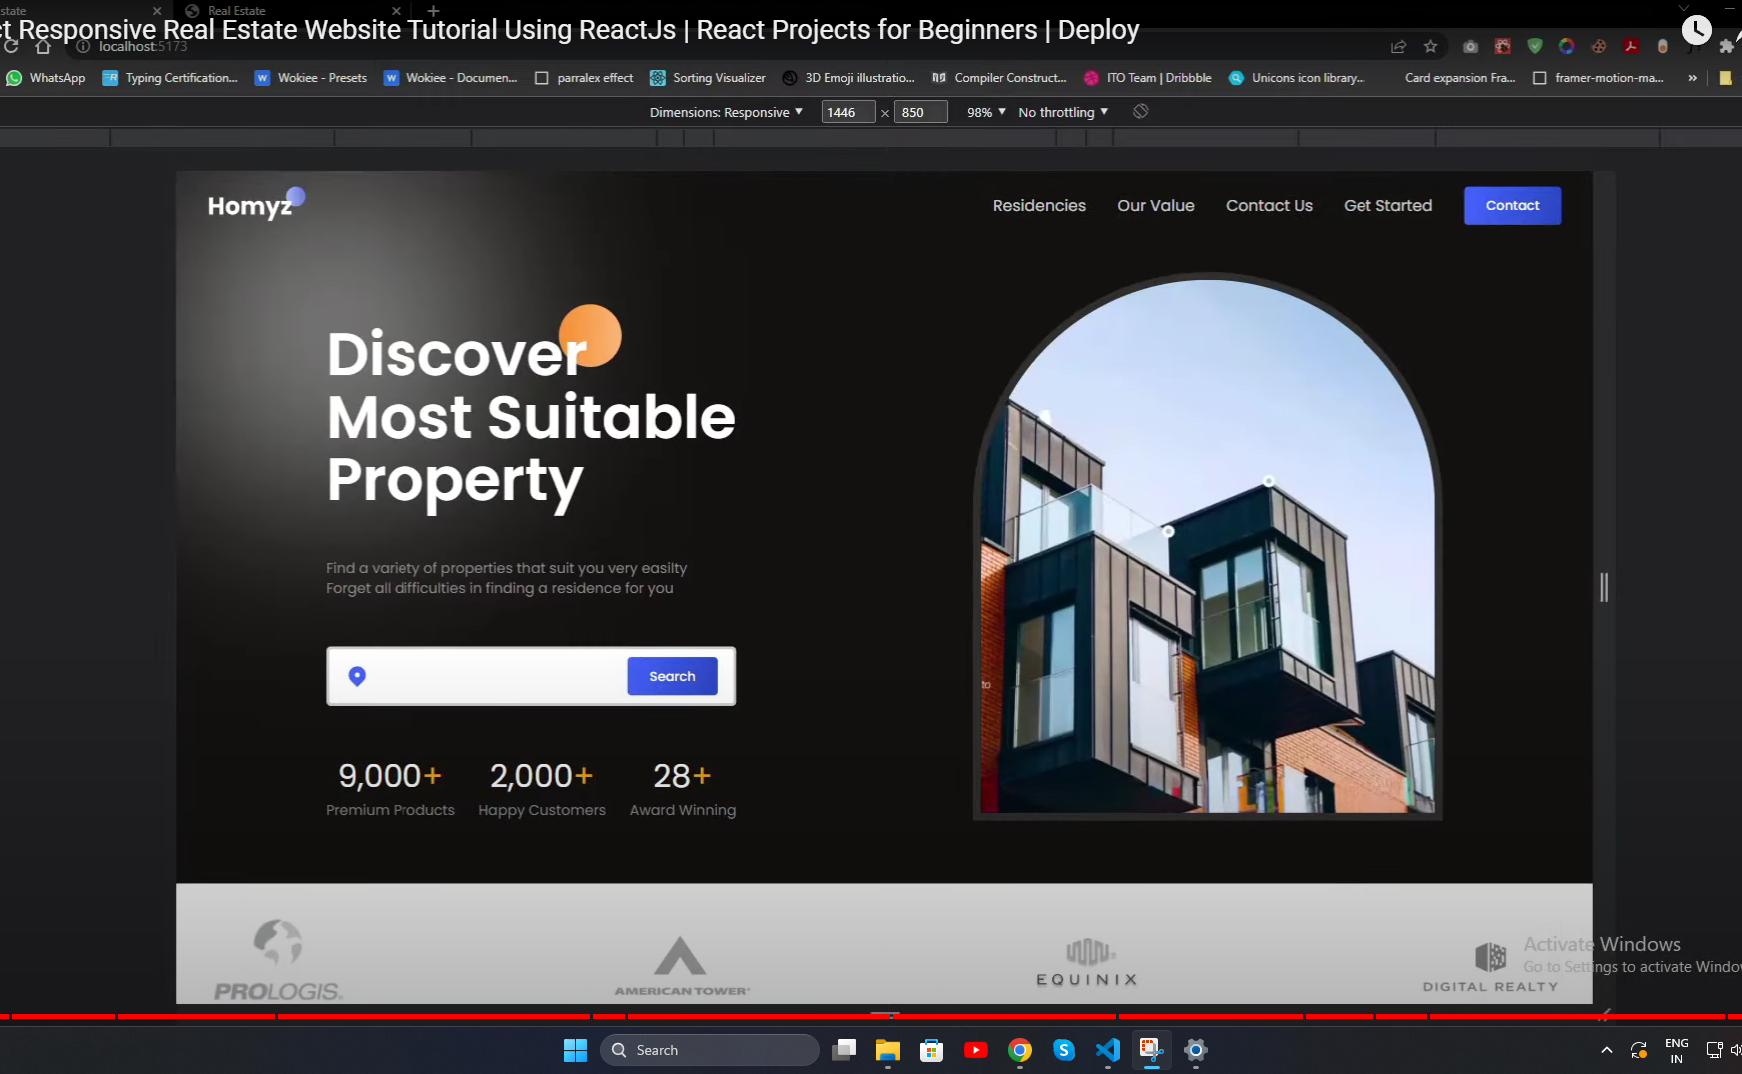 state
Real Estate
t Responsive Real Estate Website Tutorial Using ReactJs | React Projects for Beginners | Deploy
localhost:5173
WhatsApp
Typing Certification...
Wokiee - Presets
Wokiee - Documen...
parralex effect
Sorting Visualizer
3D Emoji illustratio...
Compiler Construct...
ITO Team | Dribbble
Unicons icon library...
Card expansion Fra...
framer-motion-ma...
»
Dimensions: Responsive
1446 × 850
98%
No throttling
Homyz
Residencies
Our Value
Contact Us
Get Started
Contact
Discover
Most Suitable
Property
Find a variety of properties that suit you very easilty
Forget all difficulties in finding a residence for you
Search
9,000+
2,000+
28+
Premium Products
Happy Customers
Award Winning
to
PROLOGIS.
AMERICAN TOWER®
EQUINIX
DIGITAL REALTY
Activate Windows
Go to Settings to activate Window
Search
ENG
IN